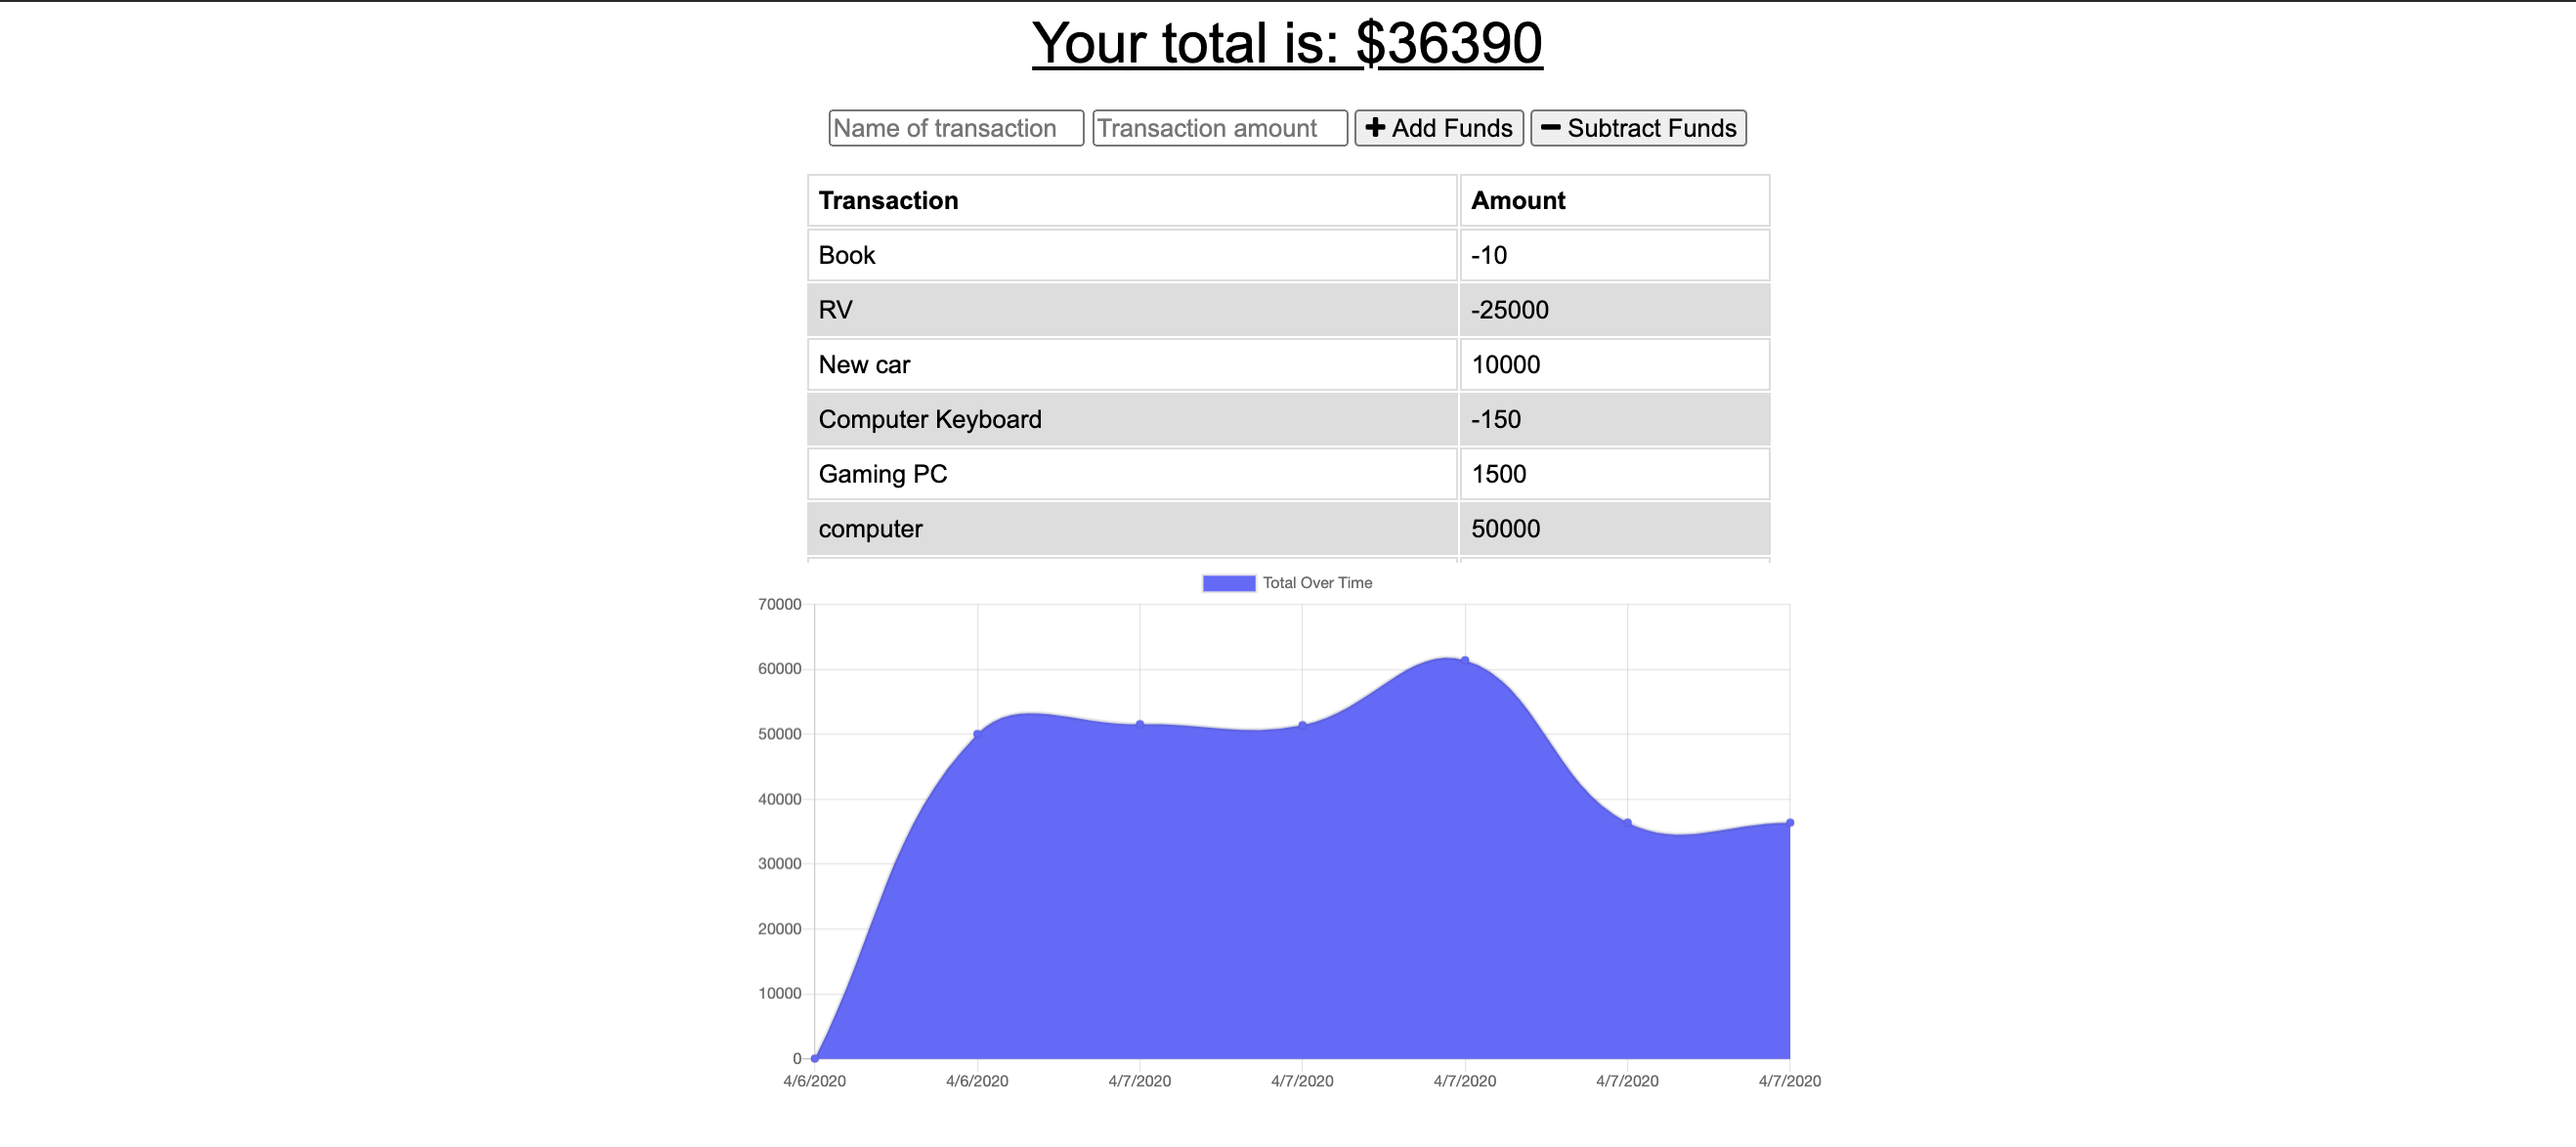 Your total is: $36390
Name of transaction Transaction amount Add Funds Subtract Funds
Transaction Amount
Book -10
RV -25000
New car 10000
Computer Keyboard -150
Gaming PC 1500
computer 50000
Total Over Time
70000
60000
50000
40000
30000
20000
10000
0
4/6/2020 4/6/2020 4/7/2020 4/7/2020 4/7/2020 4/7/2020 4/7/2020